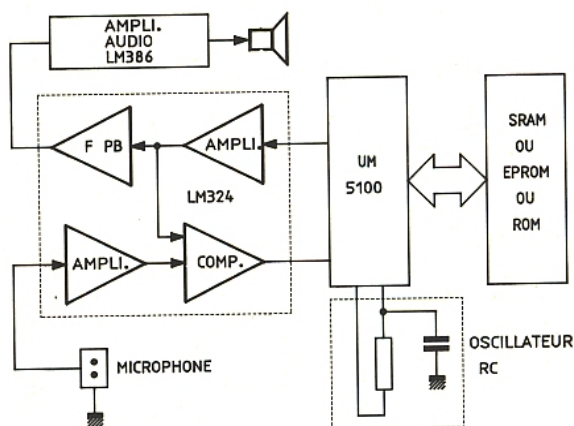 AMPLI.
AUDIO
LM386
F PB
AMPLI.
LM324
AMPLI.
COMP.
UM
5100
SRAM
OU
EPROM
OU
ROM
MICROPHONE
OSCILLATEUR
RC